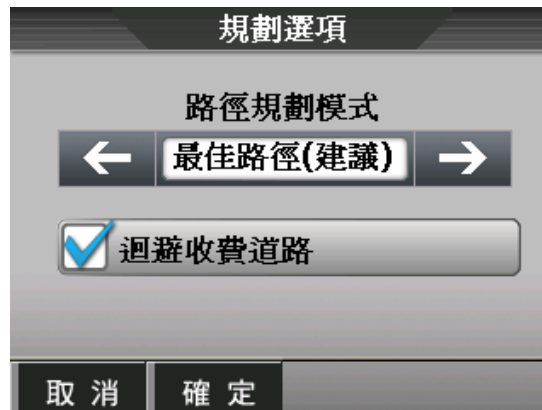 規劃選項
路徑規劃模式
最佳路徑(建議)
迴避收費道路
取消 確定